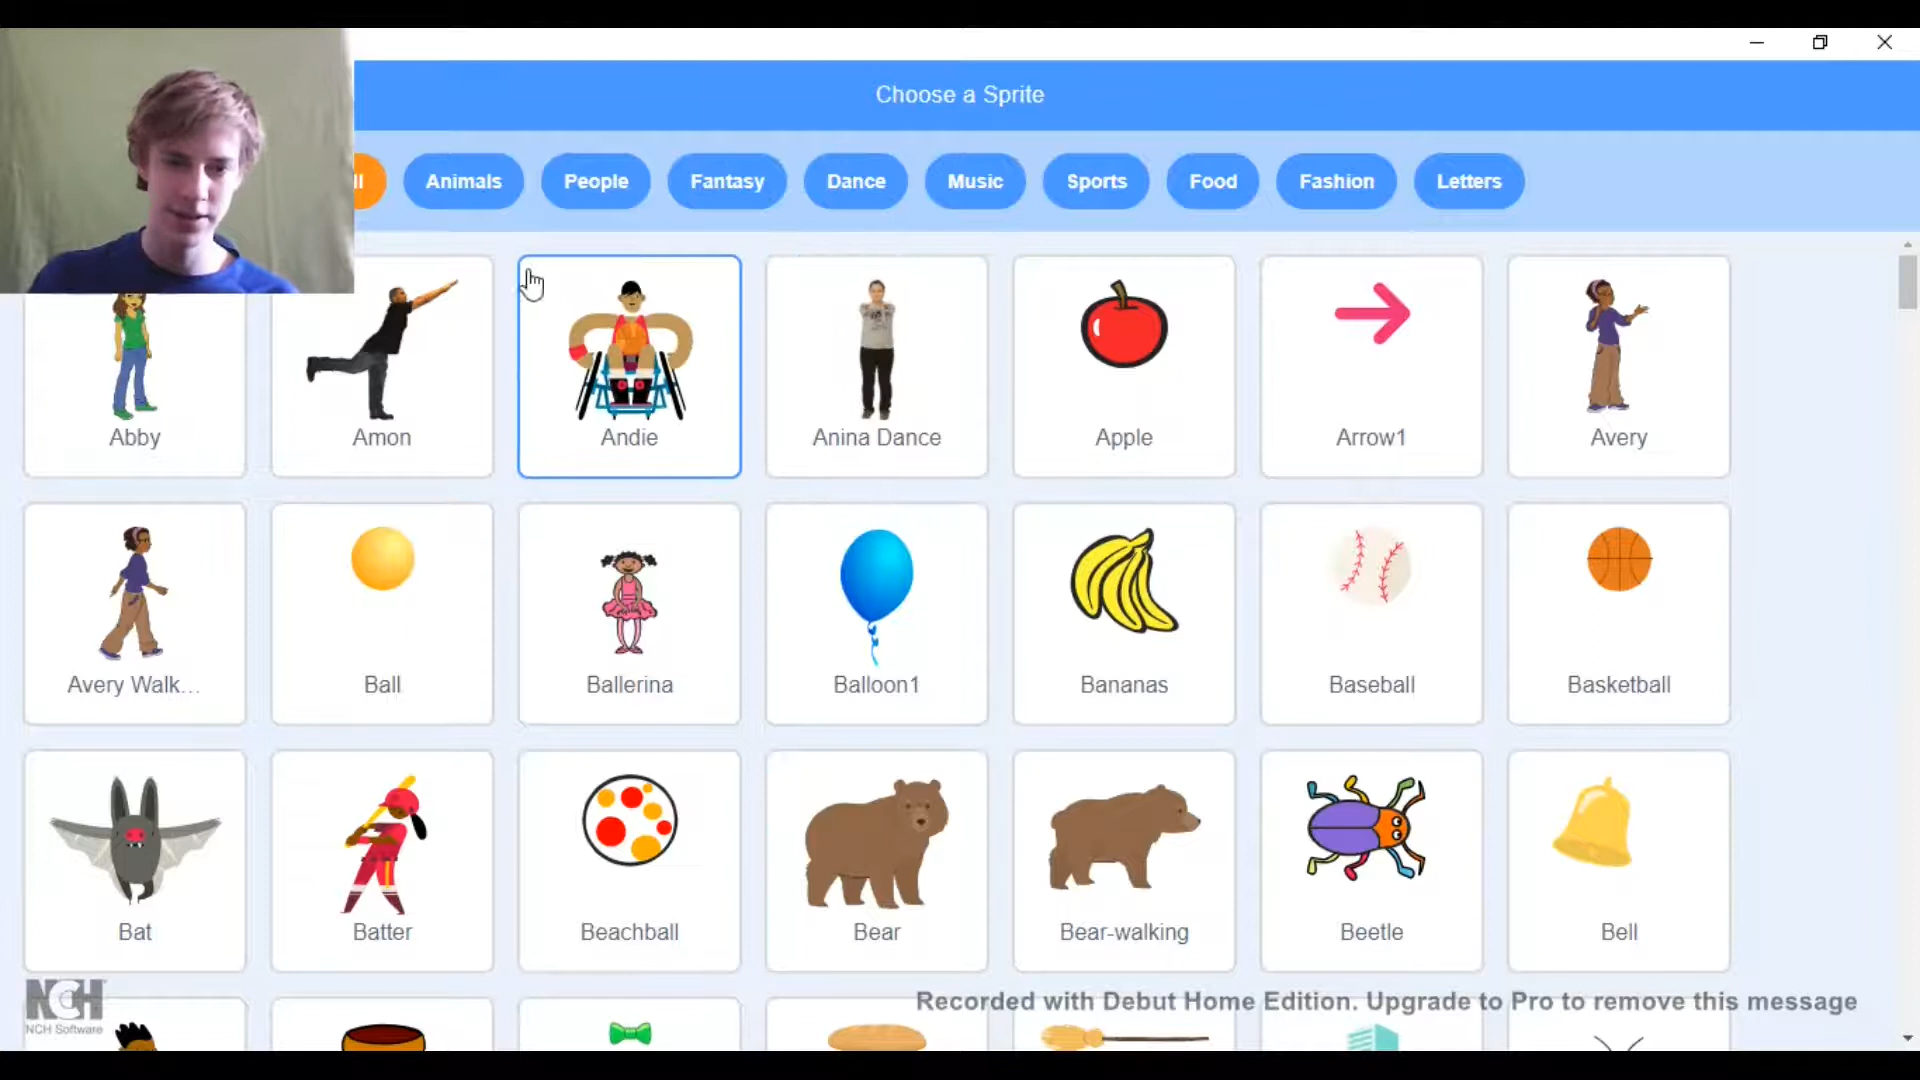 Choose a Sprite
ll Animals People Fantasy Dance Music Sports Food Fashion Letters
Abby Amon Andie Anina Dance Apple Arrow1 Avery
Avery Walk... Ball Ballerina Balloon1 Bananas Baseball Basketball
Bat Batter Beachball Bear Bear-walking Beetle Bell
NCH
NCH Software
Recorded with Debut Home Edition. Upgrade to Pro to remove this message